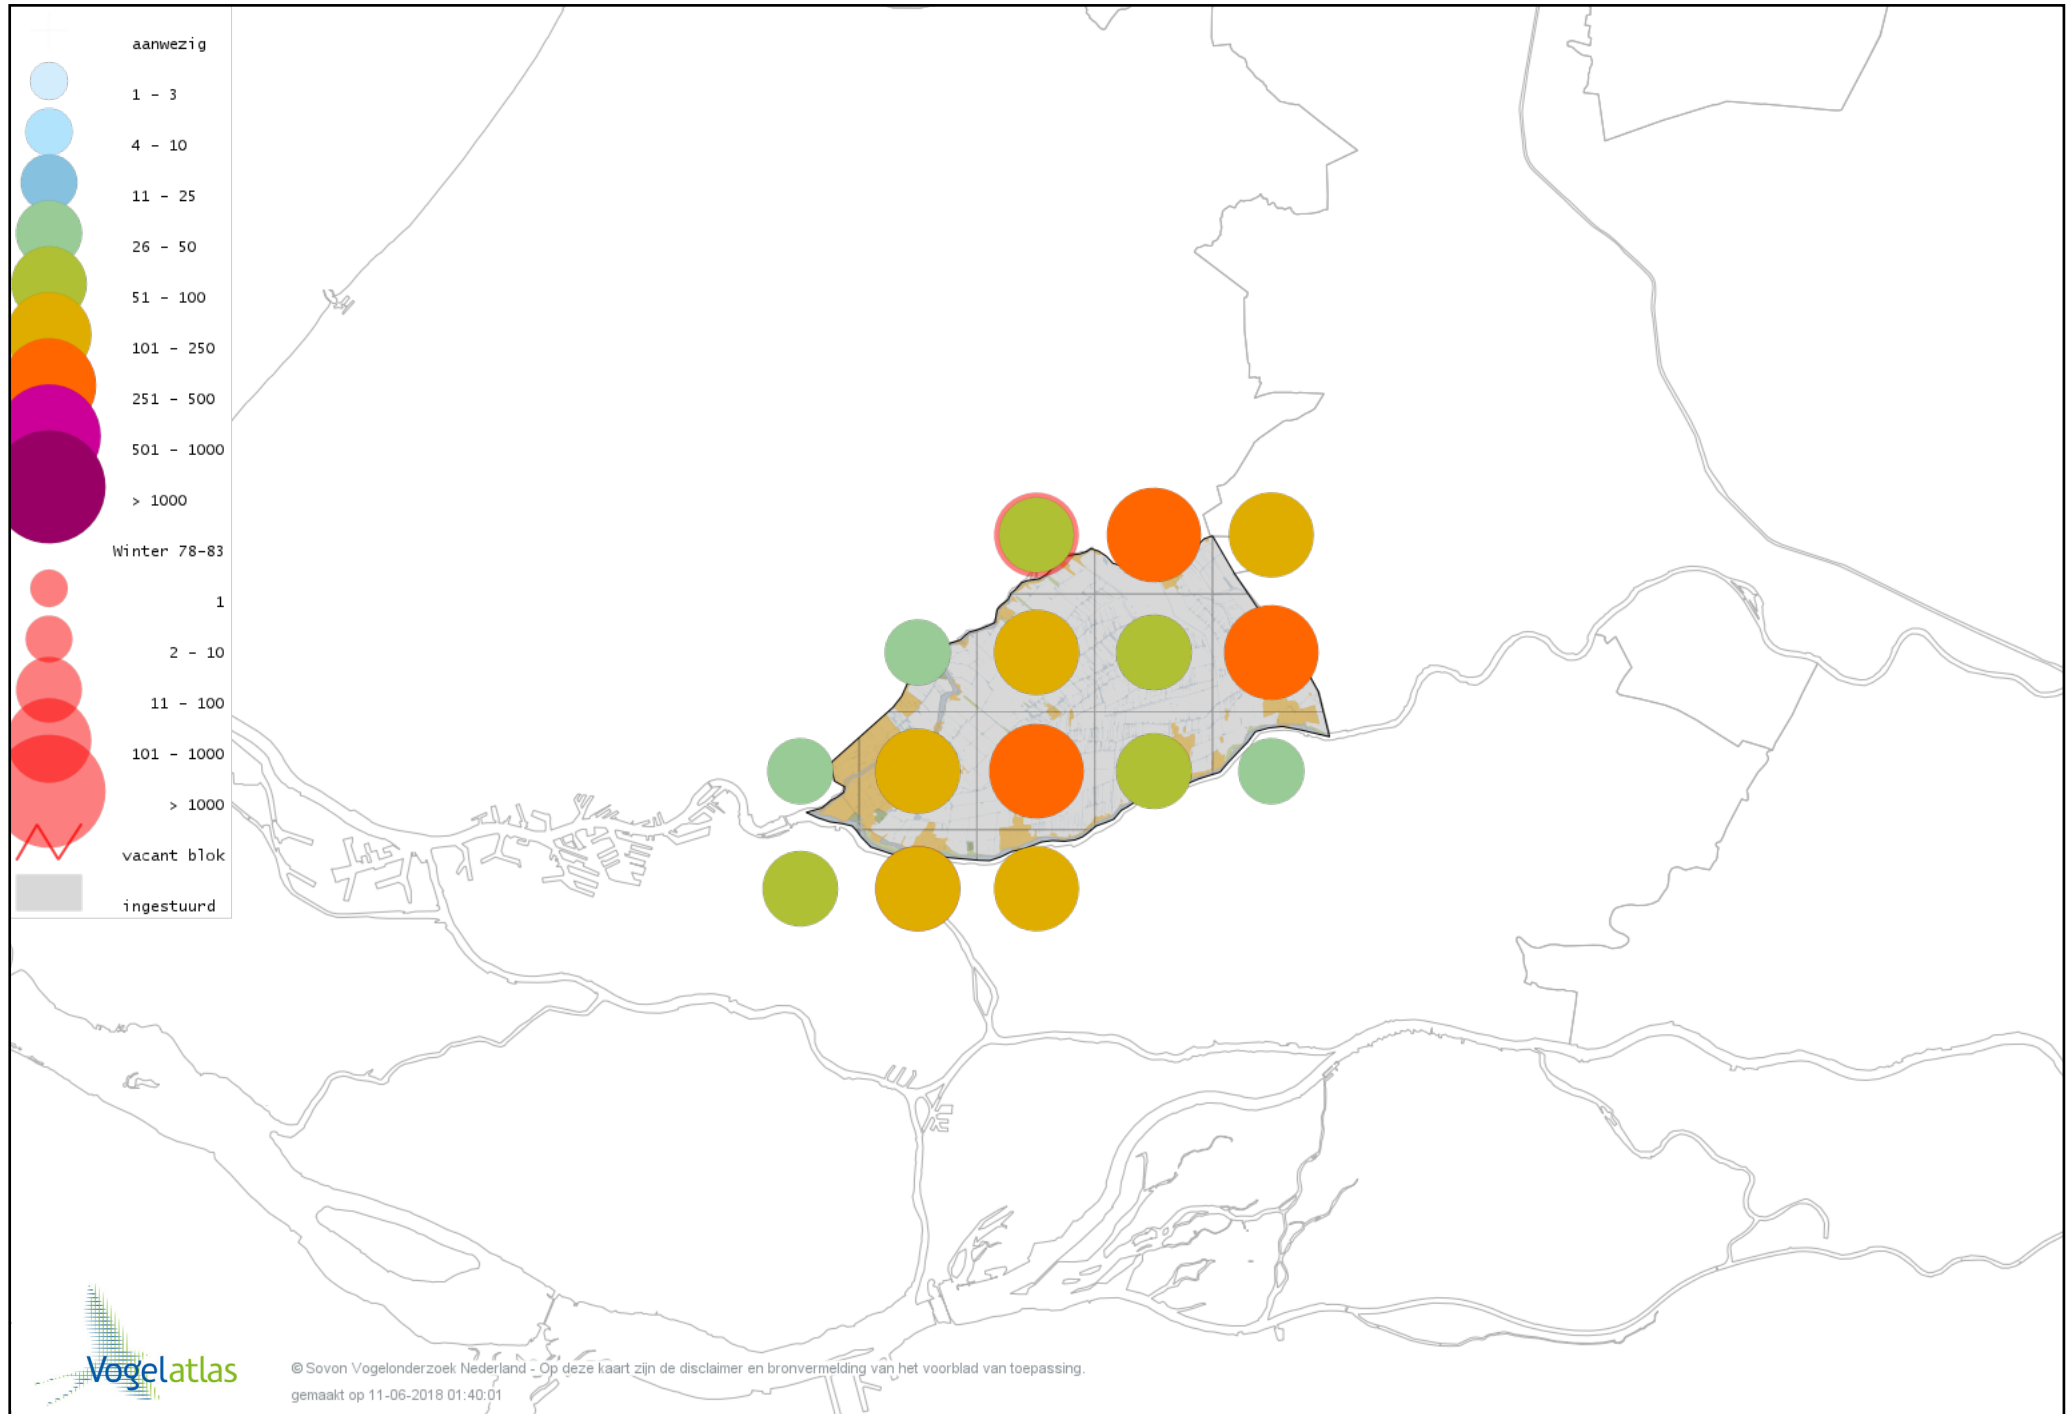 aanwezig
1 - 3
4 - 10
11 - 25
26 - 50
51 - 100
101 - 250
251 - 500
501 - 1000
> 1000
Winter 78-83
1
2 - 10
11 - 100
101 - 1000
> 1000
vacant blok
ingestuurd
Vogelatlas
© Sovon Vogelonderzoek Nederland - Op deze kaart zijn de disclaimer en bronvermelding van het voorblad van toepassing.
gemaakt op 11-06-2018 01:40:01